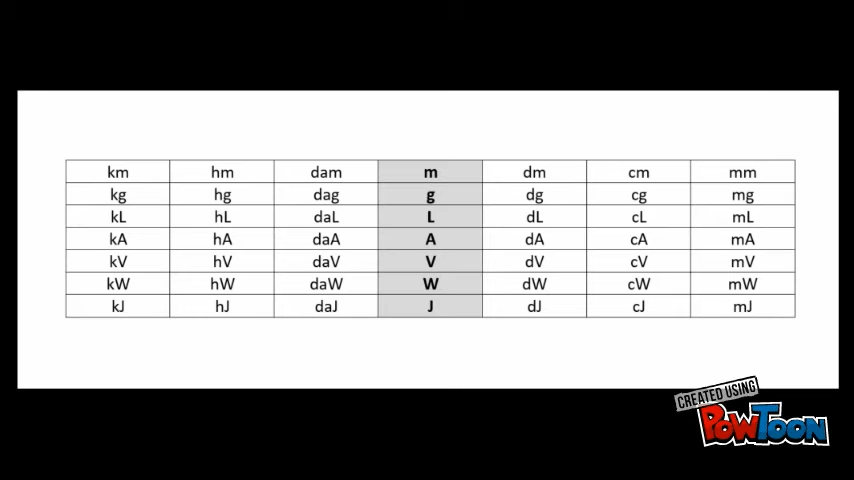 km hm dam m dm cm mm
kg hg dag g dg cg mg
kL hL daL L dL cL mL
kA hA daA A dA cA mA
kV hV daV V dV cV mV
kW hW daW W dW cW mW
kJ hJ daJ J dJ cJ mJ
CREATED USING
POWTOON